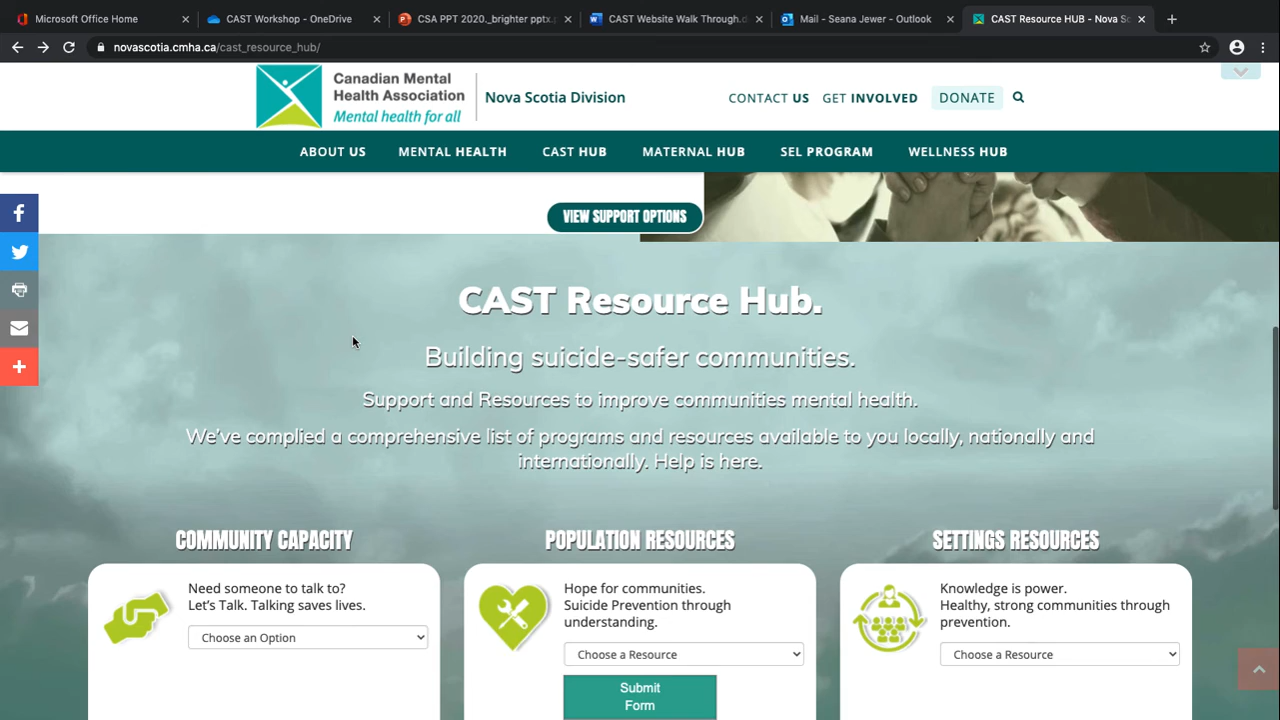 Microsoft Office Home
CAST Workshop - OneDrive
CSA PPT 2020._brighter pptx.p
CAST Website Walk Through.d
Mail - Seana Jewer - Outlook
CAST Resource HUB - Nova Sc
novascotia.cmha.ca/cast_resource_hub/
Canadian Mental
Health Association
Mental health for all
Nova Scotia Division
CONTACT US
GET INVOLVED
DONATE
ABOUT US
MENTAL HEALTH
CAST HUB
MATERNAL HUB
SEL PROGRAM
WELLNESS HUB
VIEW SUPPORT OPTIONS
CAST Resource Hub.
Building suicide-safer communities.
Support and Resources to improve communities mental health.
We've complied a comprehensive list of programs and resources available to you locally, nationally and
internationally. Help is here.
COMMUNITY CAPACITY
Need someone to talk to?
Let's Talk. Talking saves lives.
Choose an Option
POPULATION RESOURCES
Hope for communities.
Suicide Prevention through
understanding.
Choose a Resource
Submit
Form
SETTINGS RESOURCES
Knowledge is power.
Healthy, strong communities through
prevention.
Choose a Resource